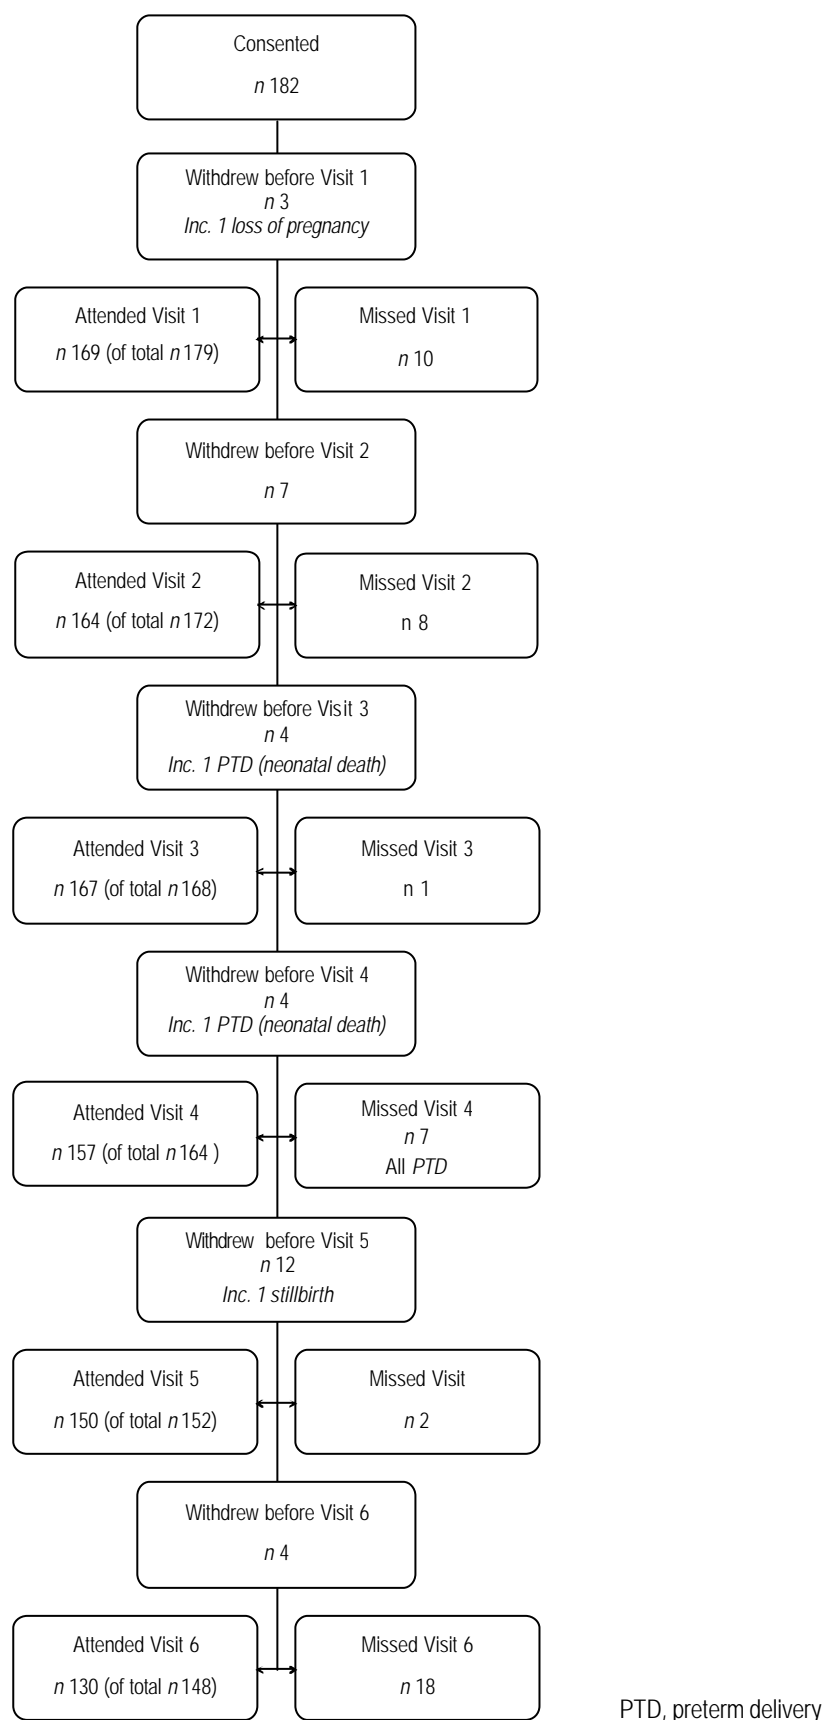 Consented
n 182
Withdrew before Visit 1
n 3
Inc. 1 loss of pregnancy
Attended Visit 1
n 169 (of total n 179)
Missed Visit 1
n 10
Withdrew before Visit 2
n 7
Attended Visit 2
n 164 (of total n 172)
Missed Visit 2
n 8
Withdrew before Visit 3
n 4
Inc. 1 PTD (neonatal death)
Attended Visit 3
n 167 (of total n 168)
Missed Visit 3
n 1
Withdrew before Visit 4
n 4
Inc. 1 PTD (neonatal death)
Attended Visit 4
n 157 (of total n 164 )
Missed Visit 4
n 7
All PTD
Withdrew before Visit 5
n 12
Inc. 1 stillbirth
Attended Visit 5
n 150 (of total n 152)
Missed Visit
n 2
Withdrew before Visit 6
n 4
Attended Visit 6
n 130 (of total n 148)
Missed Visit 6
n 18
PTD, preterm delivery